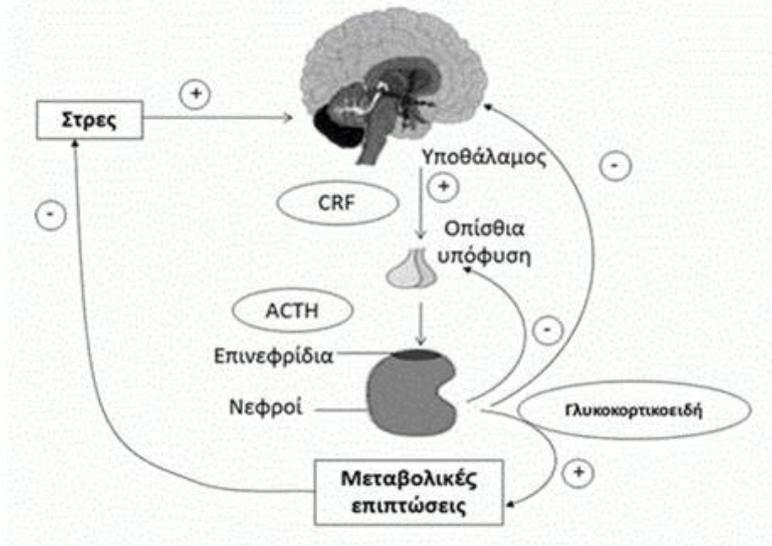 +
Στρες
Υποθάλαμος
-
+
CRF
-
Οπίσθια
υπόφυση
ACTH
-
Επινεφρίδια
Νεφροί
Γλυκοκορτικοειδή
+
Μεταβολικές
επιπτώσεις